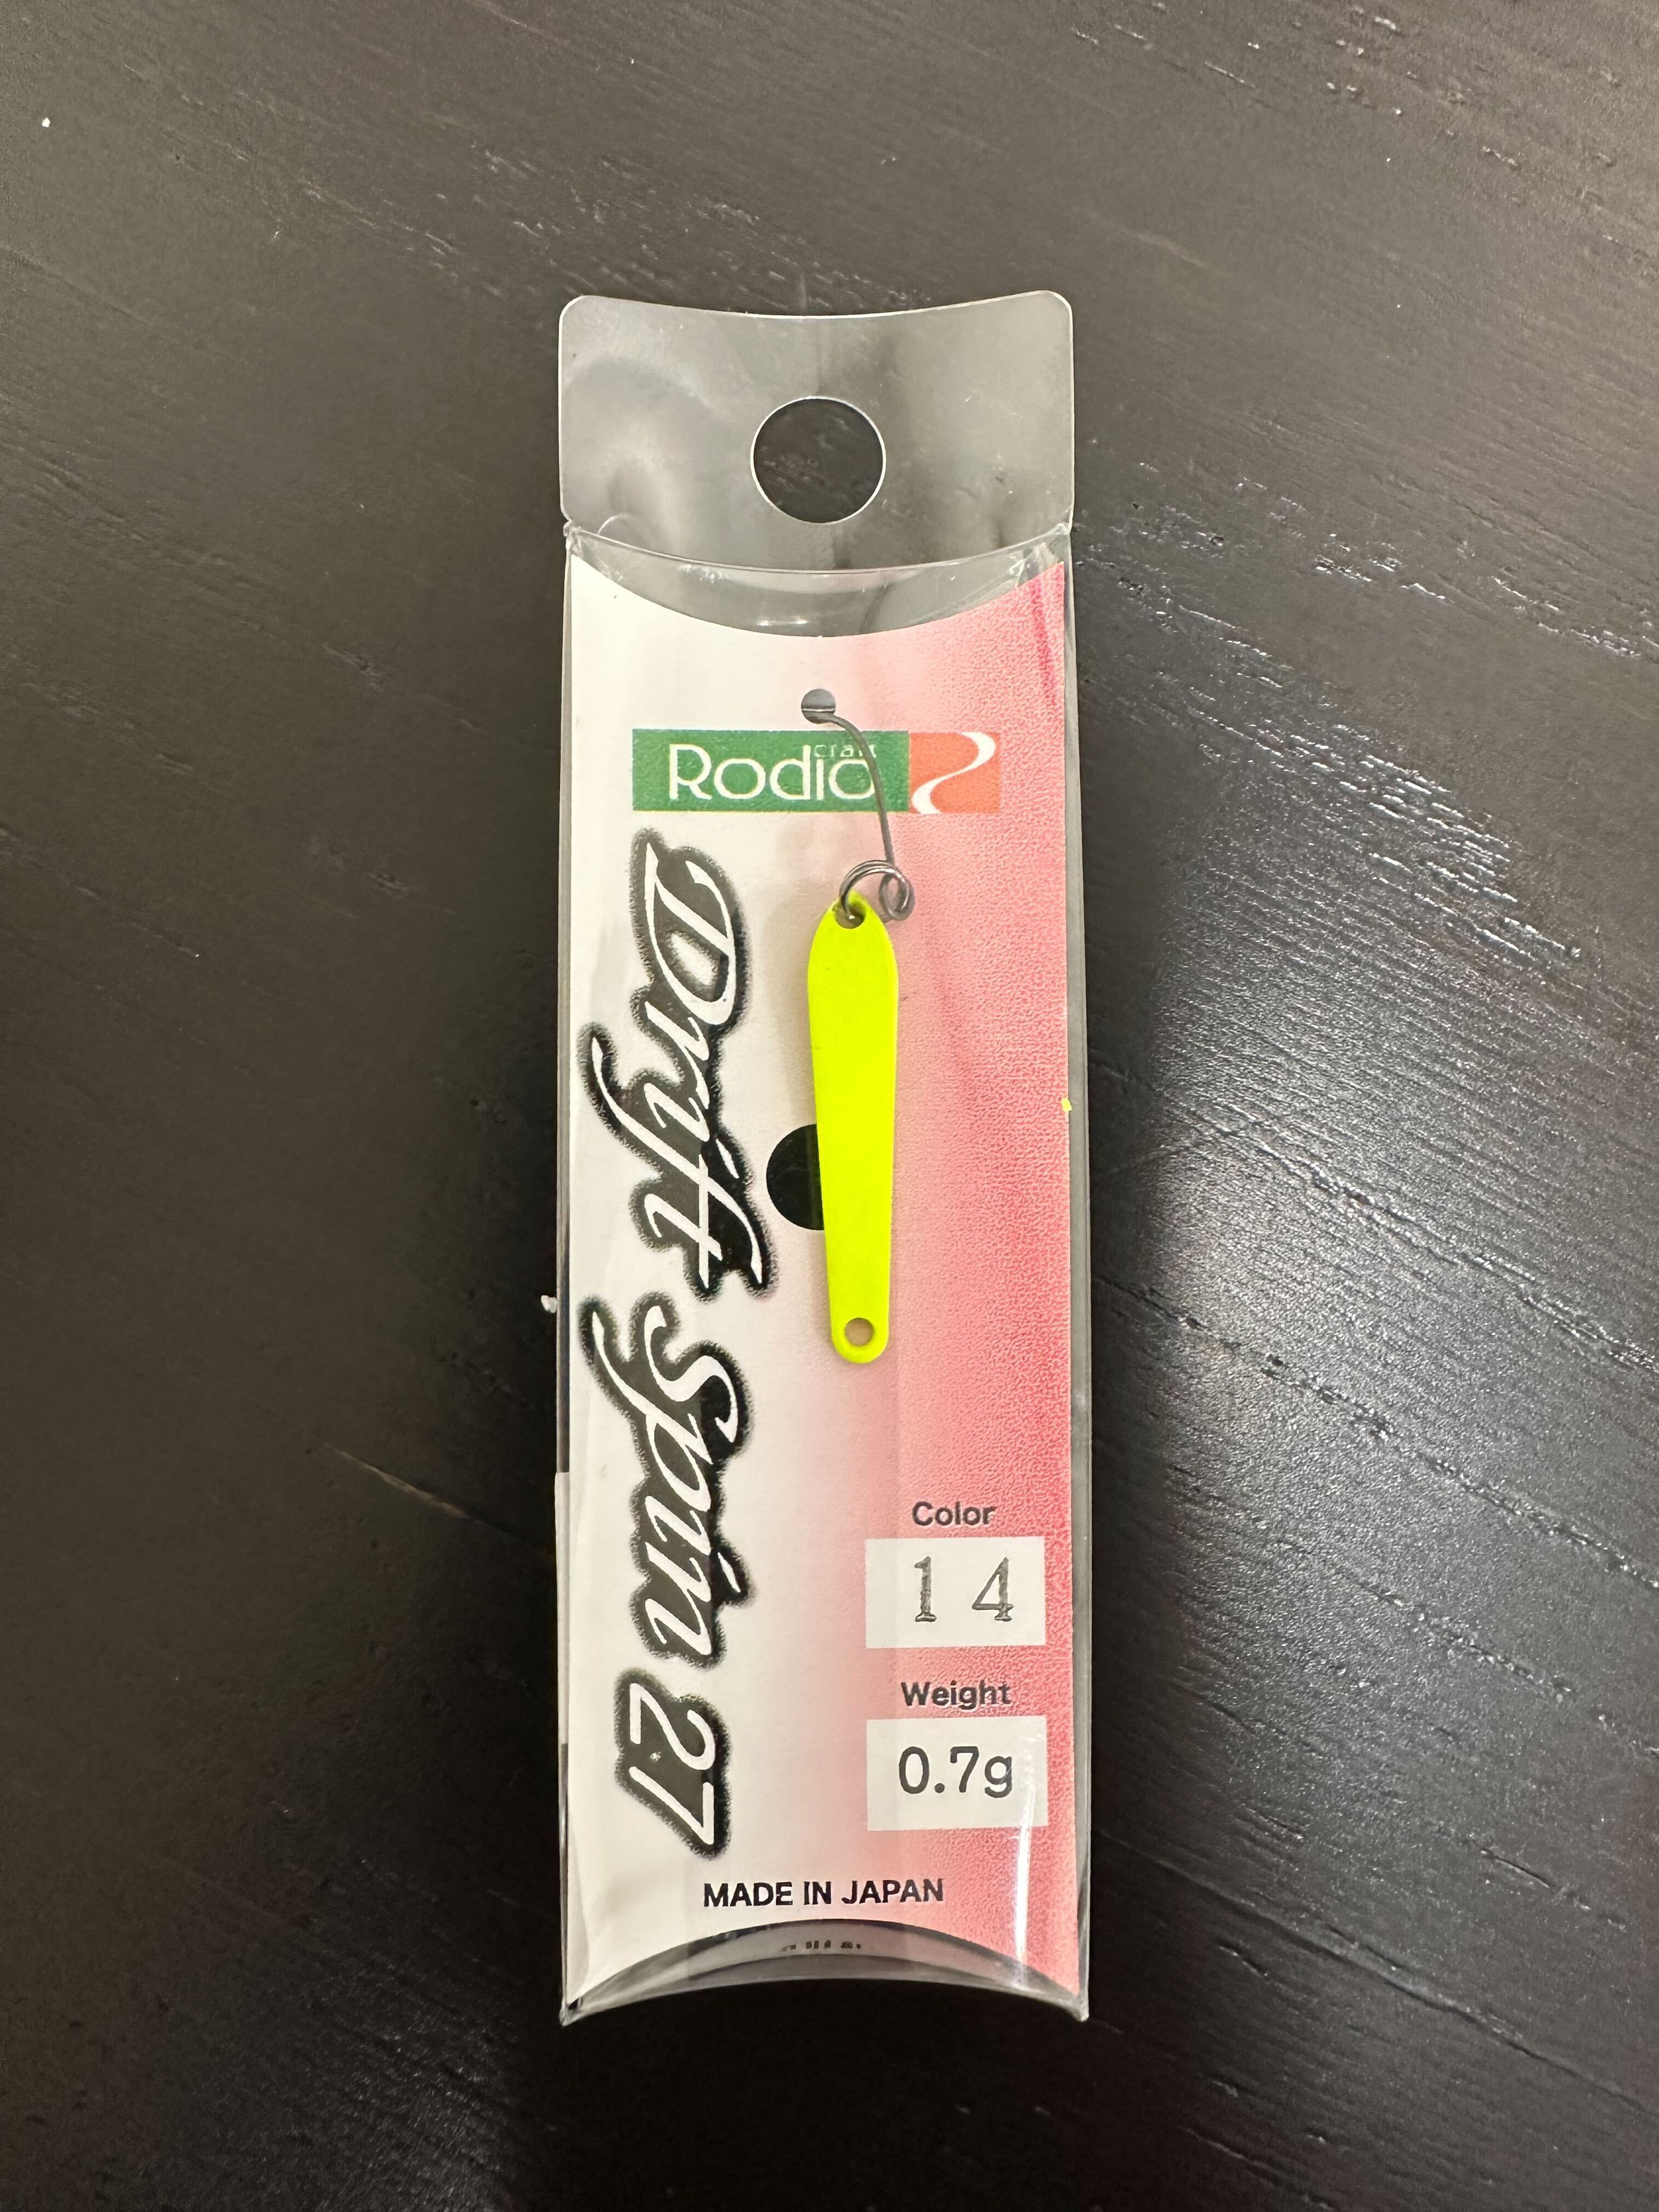 Rodio
craft
Drift Spin 27
Color
14
Weight
0.7g
MADE IN JAPAN